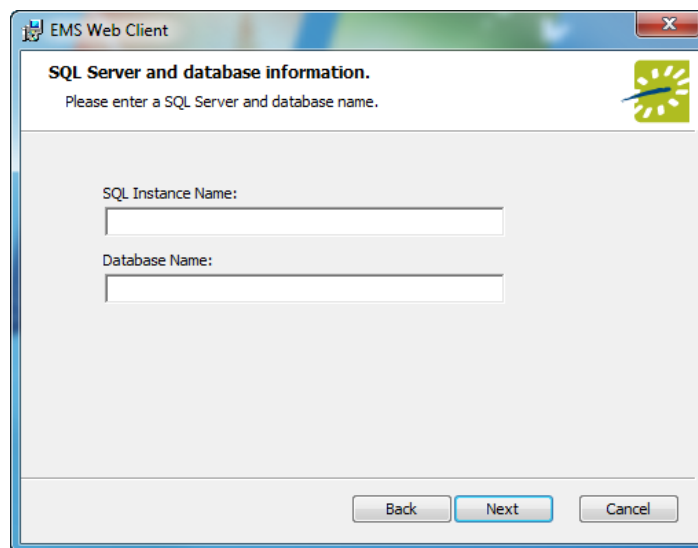 EMS Web Client
SQL Server and database information.
Please enter a SQL Server and database name.
SQL Instance Name:
Database Name:
Back Next Cancel